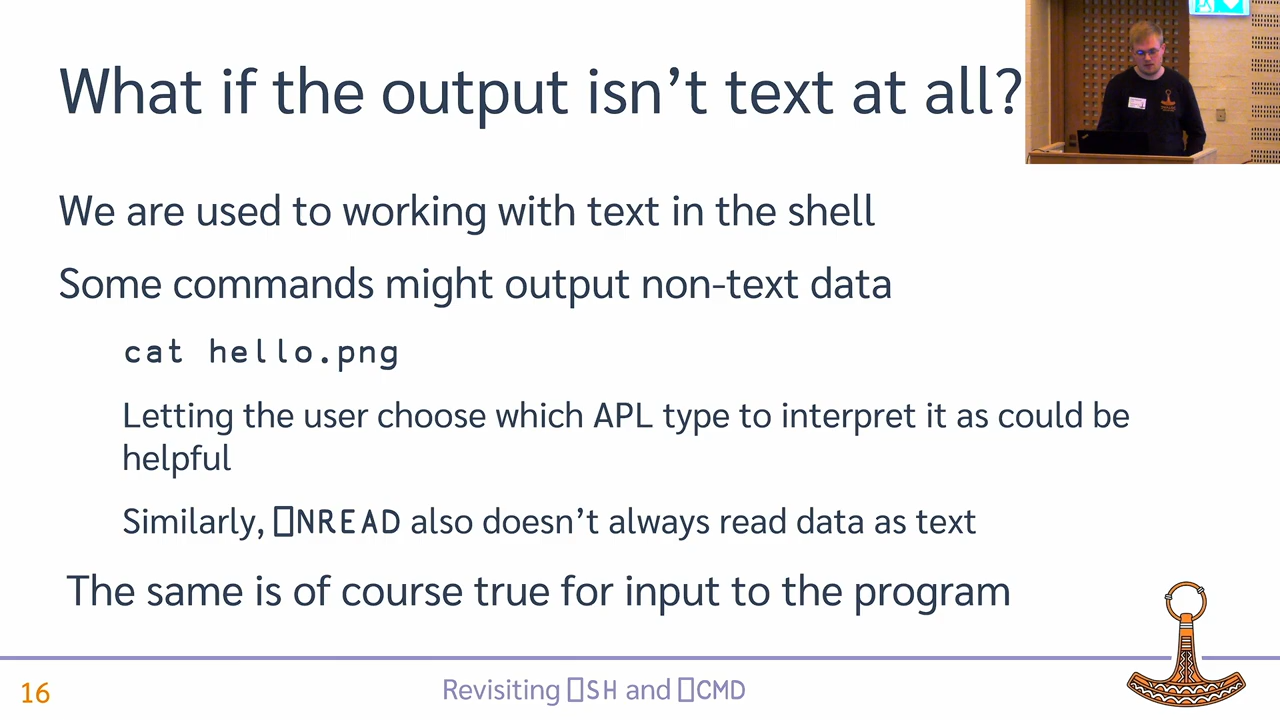 What if the output isn’t text at all?
We are used to working with text in the shell
Some commands might output non-text data
cat hello.png
Letting the user choose which APL type to interpret it as could be
helpful
Similarly, ⎕NREAD also doesn’t always read data as text
The same is of course true for input to the program
16
Revisiting ⎕SH and ⎕CMD